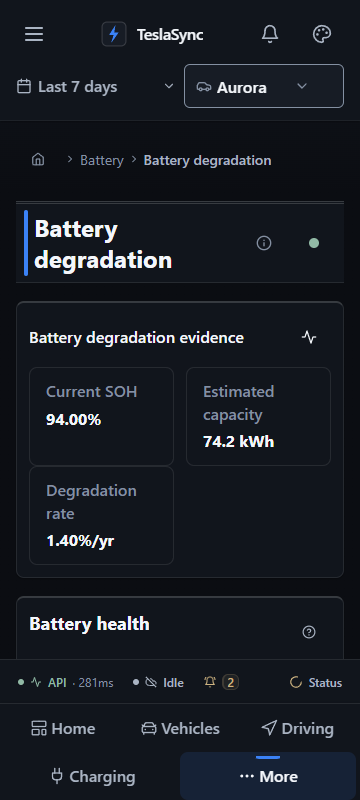 TeslaSync
Last 7 days
Aurora
Battery
Battery degradation
Battery
degradation
Battery degradation evidence
Current SOH
94.00%
Estimated
capacity
74.2 kWh
Degradation
rate
1.40%/yr
Battery health
API · 281ms
Idle
2
Status
Home
Vehicles
Driving
Charging
More